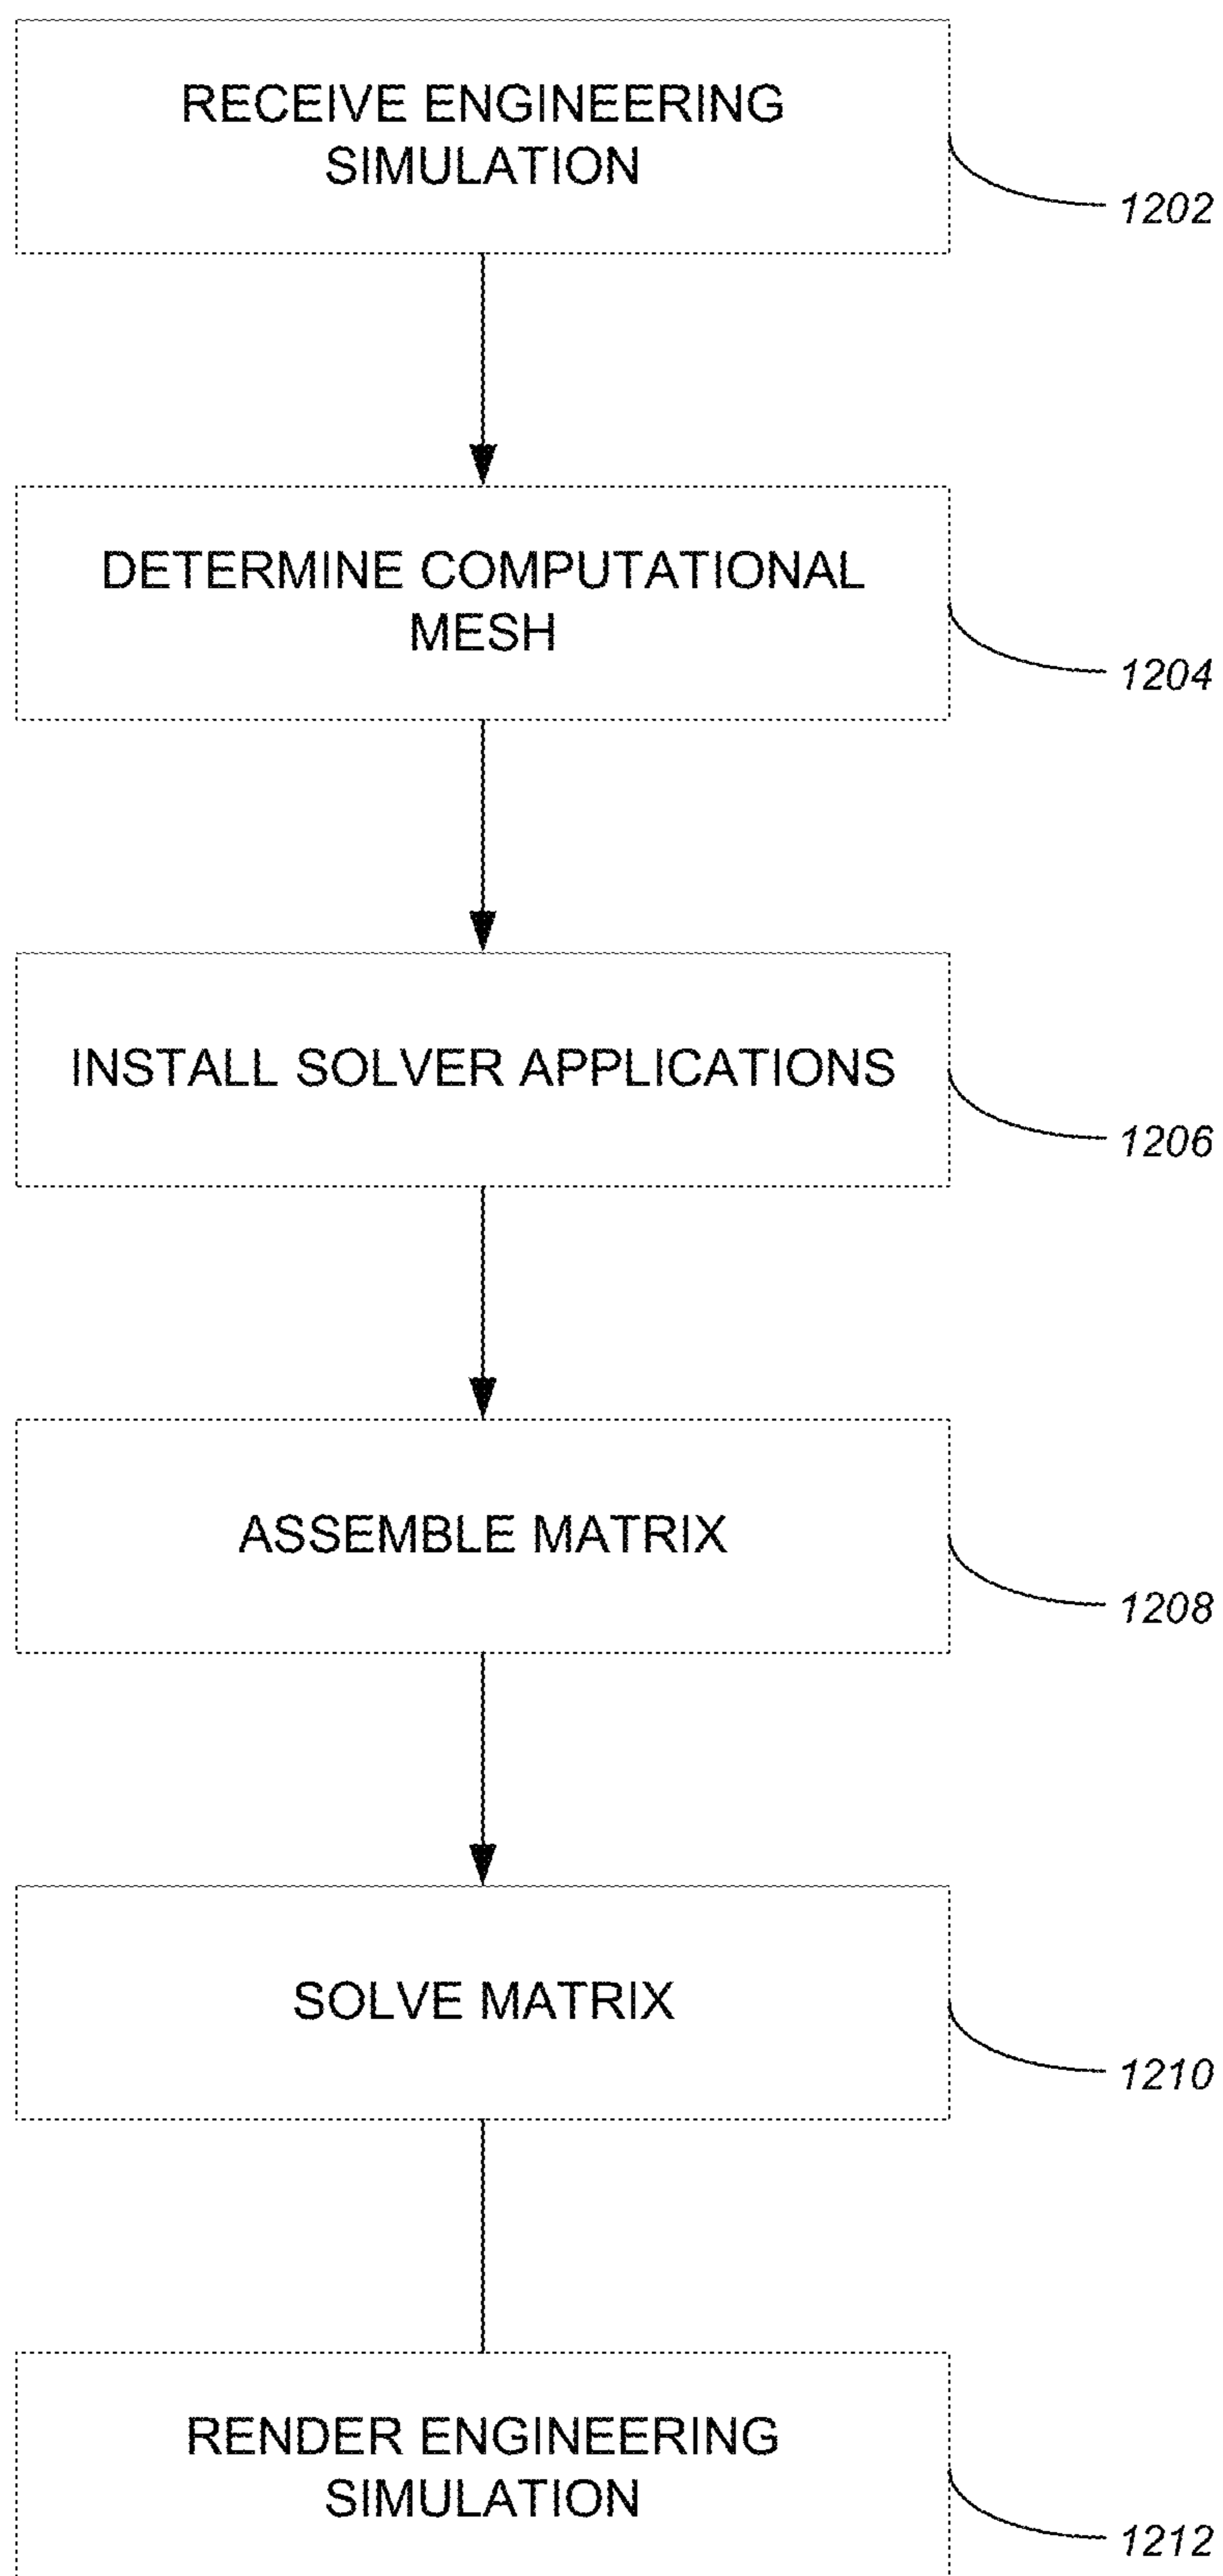 RECEIVE ENGINEERING
SIMULATION
1202
DETERMINE COMPUTATIONAL
MESH
1204
INSTALL SOLVER APPLICATIONS
1206
ASSEMBLE MATRIX
1208
SOLVE MATRIX
1210
RENDER ENGINEERING
SIMULATION
1212